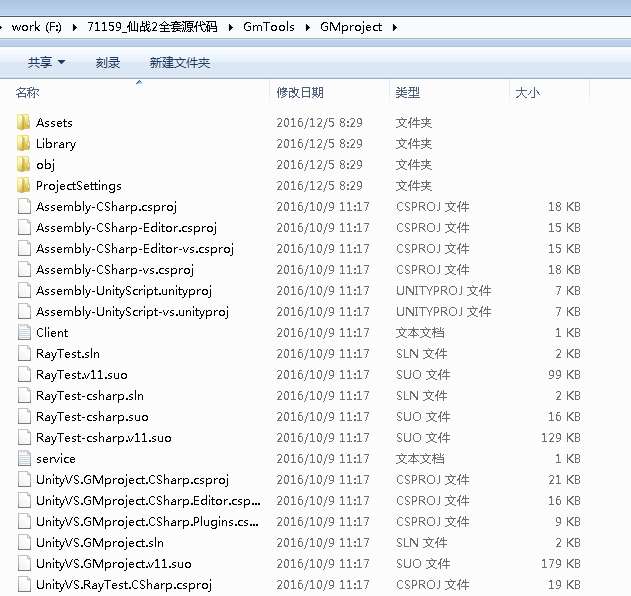 work (F:) ▸ 71159_仙战2全套源代码 ▸ GmTools ▸ GMproject ▸
共享 ▼ 刻录 新建文件夹
名称 修改日期 类型 大小
Assets 2016/12/5 8:29 文件夹
Library 2016/12/5 8:29 文件夹
obj 2016/12/5 8:29 文件夹
ProjectSettings 2016/12/5 8:29 文件夹
Assembly-CSharp.csproj 2016/10/9 11:17 CSPROJ 文件 18 KB
Assembly-CSharp-Editor.csproj 2016/10/9 11:17 CSPROJ 文件 15 KB
Assembly-CSharp-Editor-vs.csproj 2016/10/9 11:17 CSPROJ 文件 15 KB
Assembly-CSharp-vs.csproj 2016/10/9 11:17 CSPROJ 文件 18 KB
Assembly-UnityScript.unityproj 2016/10/9 11:17 UNITYPROJ 文件 7 KB
Assembly-UnityScript-vs.unityproj 2016/10/9 11:17 UNITYPROJ 文件 7 KB
Client 2016/10/9 11:17 文本文档 1 KB
RayTest.sln 2016/10/9 11:17 SLN 文件 2 KB
RayTest.v11.suo 2016/10/9 11:17 SUO 文件 99 KB
RayTest-csharp.sln 2016/10/9 11:17 SLN 文件 2 KB
RayTest-csharp.suo 2016/10/9 11:17 SUO 文件 16 KB
RayTest-csharp.v11.suo 2016/10/9 11:17 SUO 文件 129 KB
service 2016/10/9 11:17 文本文档 1 KB
UnityVS.GMproject.CSharp.csproj 2016/10/9 11:17 CSPROJ 文件 21 KB
UnityVS.GMproject.CSharp.Editor.csp... 2016/10/9 11:17 CSPROJ 文件 16 KB
UnityVS.GMproject.CSharp.Plugins.cs... 2016/10/9 11:17 CSPROJ 文件 9 KB
UnityVS.GMproject.sln 2016/10/9 11:17 SLN 文件 2 KB
UnityVS.GMproject.v11.suo 2016/10/9 11:17 SUO 文件 179 KB
UnityVS.RayTest.CSharp.csproj 2016/10/9 11:17 CSPROJ 文件 19 KB